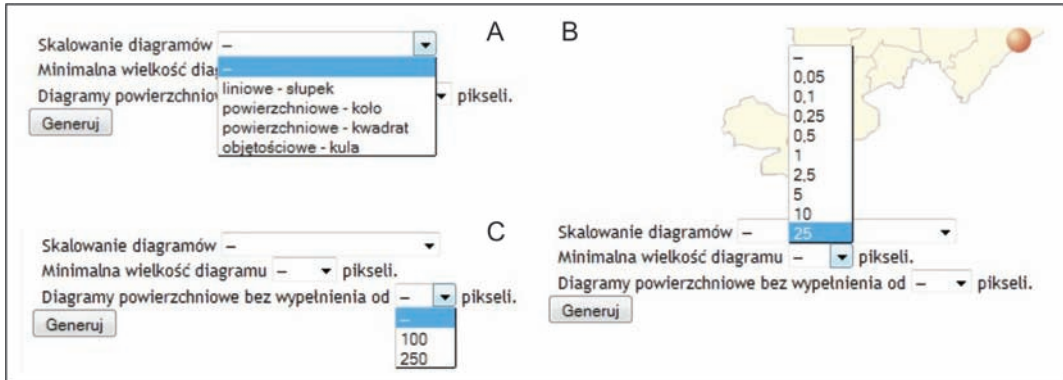 A
Skalowanie diagramów –
–
Minimalna wielkość diag
liniowe - słupek
Diagramy powierzchniow pikseli.
powierzchniowe - koło
powierzchniowe - kwadrat
objętościowe - kula
Generuj
B
–
0,05
0,1
0,25
0,5
1
2,5
5
10
25
Skalowanie diagramów –
Minimalna wielkość diagramu – pikseli.
Diagramy powierzchniowe bez wypełnienia od – pikseli.
Generuj
C
Skalowanie diagramów –
Minimalna wielkość diagramu – pikseli.
Diagramy powierzchniowe bez wypełnienia od – pikseli.
–
100
250
Generuj